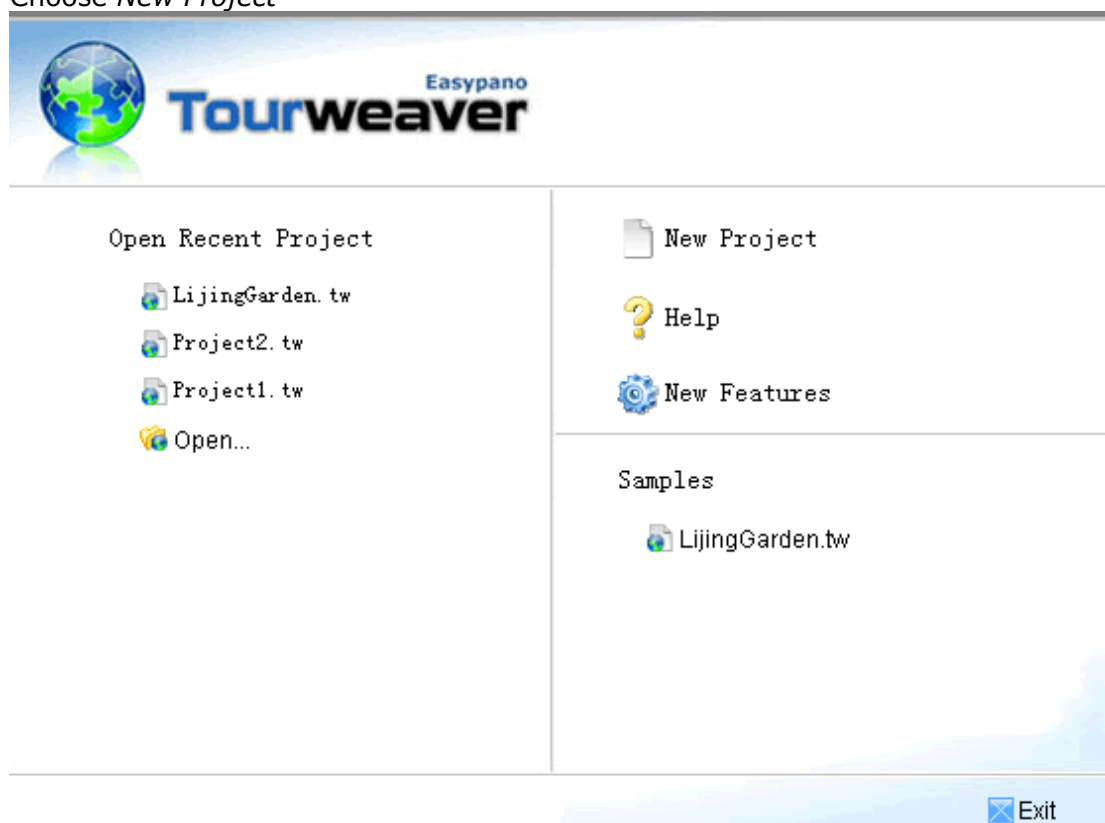 Choose New Project
Easypano
Tourweaver
Open Recent Project
LijingGarden.tw
Project2.tw
Project1.tw
Open...
New Project
Help
New Features
Samples
LijingGarden.tw
Exit